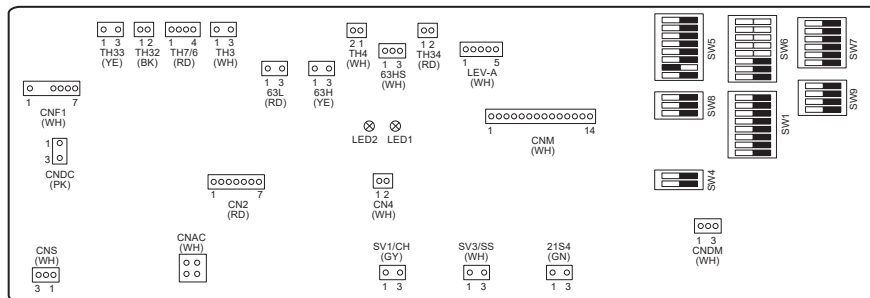 1 3
TH33
(YE)
1 2
TH32
(BK)
1 4
TH7/6
(RD)
1 3
TH3
(WH)
2 1
TH4
(WH)
1 3
63HS
(WH)
1 2
TH34
(RD)
1 5
LEV-A
(WH)
1 3
63L
(RD)
1 3
63H
(YE)
SW5
SW6
SW7
1 7
CNF1
(WH)
SW8
SW1
SW9
LED2 LED1
1 14
CNM
(WH)
1
3
CNDC
(PK)
1 7
CN2
(RD)
1 2
CN4
(WH)
SW4
1 3
CNDM
(WH)
CNS
(WH)
3 1
CNAC
(WH)
SV1/CH
(GY)
1 3
SV3/SS
(WH)
1 3
21S4
(GN)
1 3